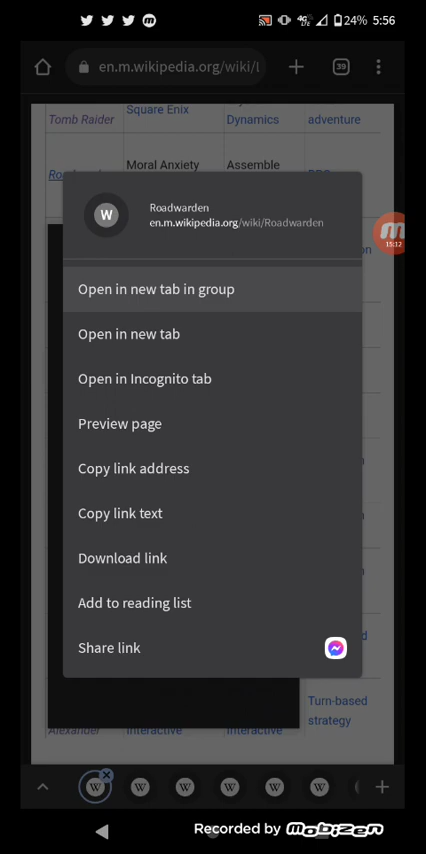 24% 5:56
en.m.wikipedia.org/wiki/
39
Square Enix
Tomb Raider
Dynamics
adventure
Moral Anxiety
Assemble
Roadwarden
en.m.wikipedia.org/wiki/Roadwarden
15:12
Open in new tab in group
Open in new tab
Open in Incognito tab
Preview page
Copy link address
Copy link text
Download link
Add to reading list
Share link
Turn-based
strategy
Alexander
Interactive
Interactive
W W W W W W
Recorded by mobizen